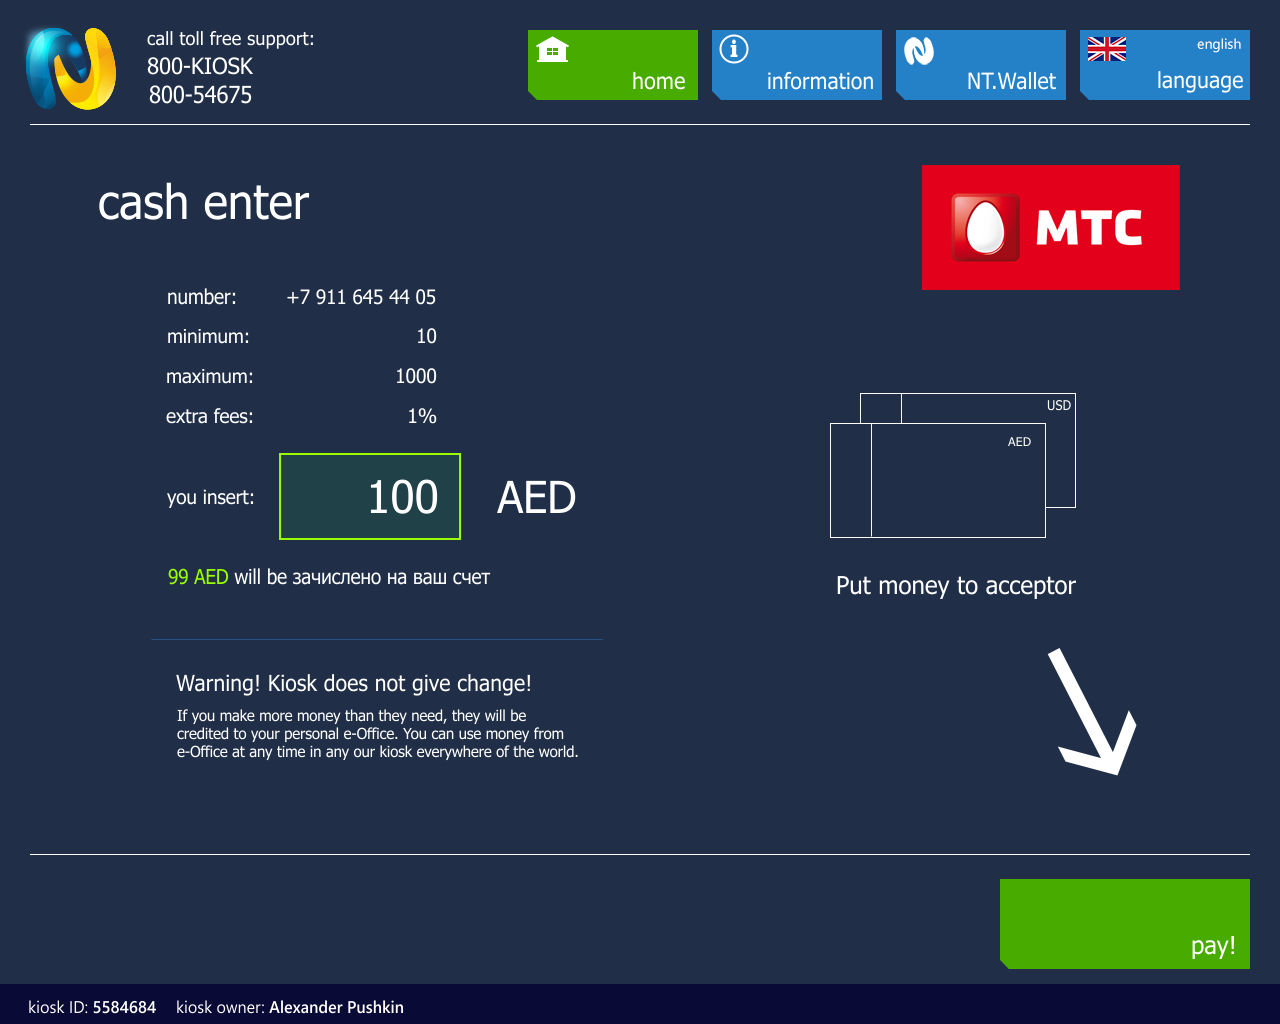 call toll free support:
800-KIOSK
800-54675
home
information
NT.Wallet
english
language
cash enter
МТС
number: +7 911 645 44 05
minimum: 10
maximum: 1000
extra fees: 1%
USD
AED
you insert: 100 AED
99 AED will be зачислено на ваш счет
Put money to acceptor
Warning! Kiosk does not give change!
If you make more money than they need, they will be
credited to your personal e-Office. You can use money from
e-Office at any time in any our kiosk everywhere of the world.
pay!
kiosk ID: 5584684 kiosk owner: Alexander Pushkin